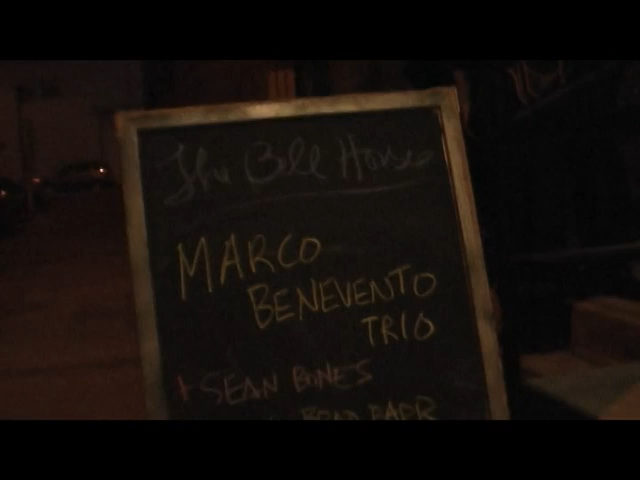 The Bell House
MARCO
BENEVENTO
TRIO
+ SEAN BONES